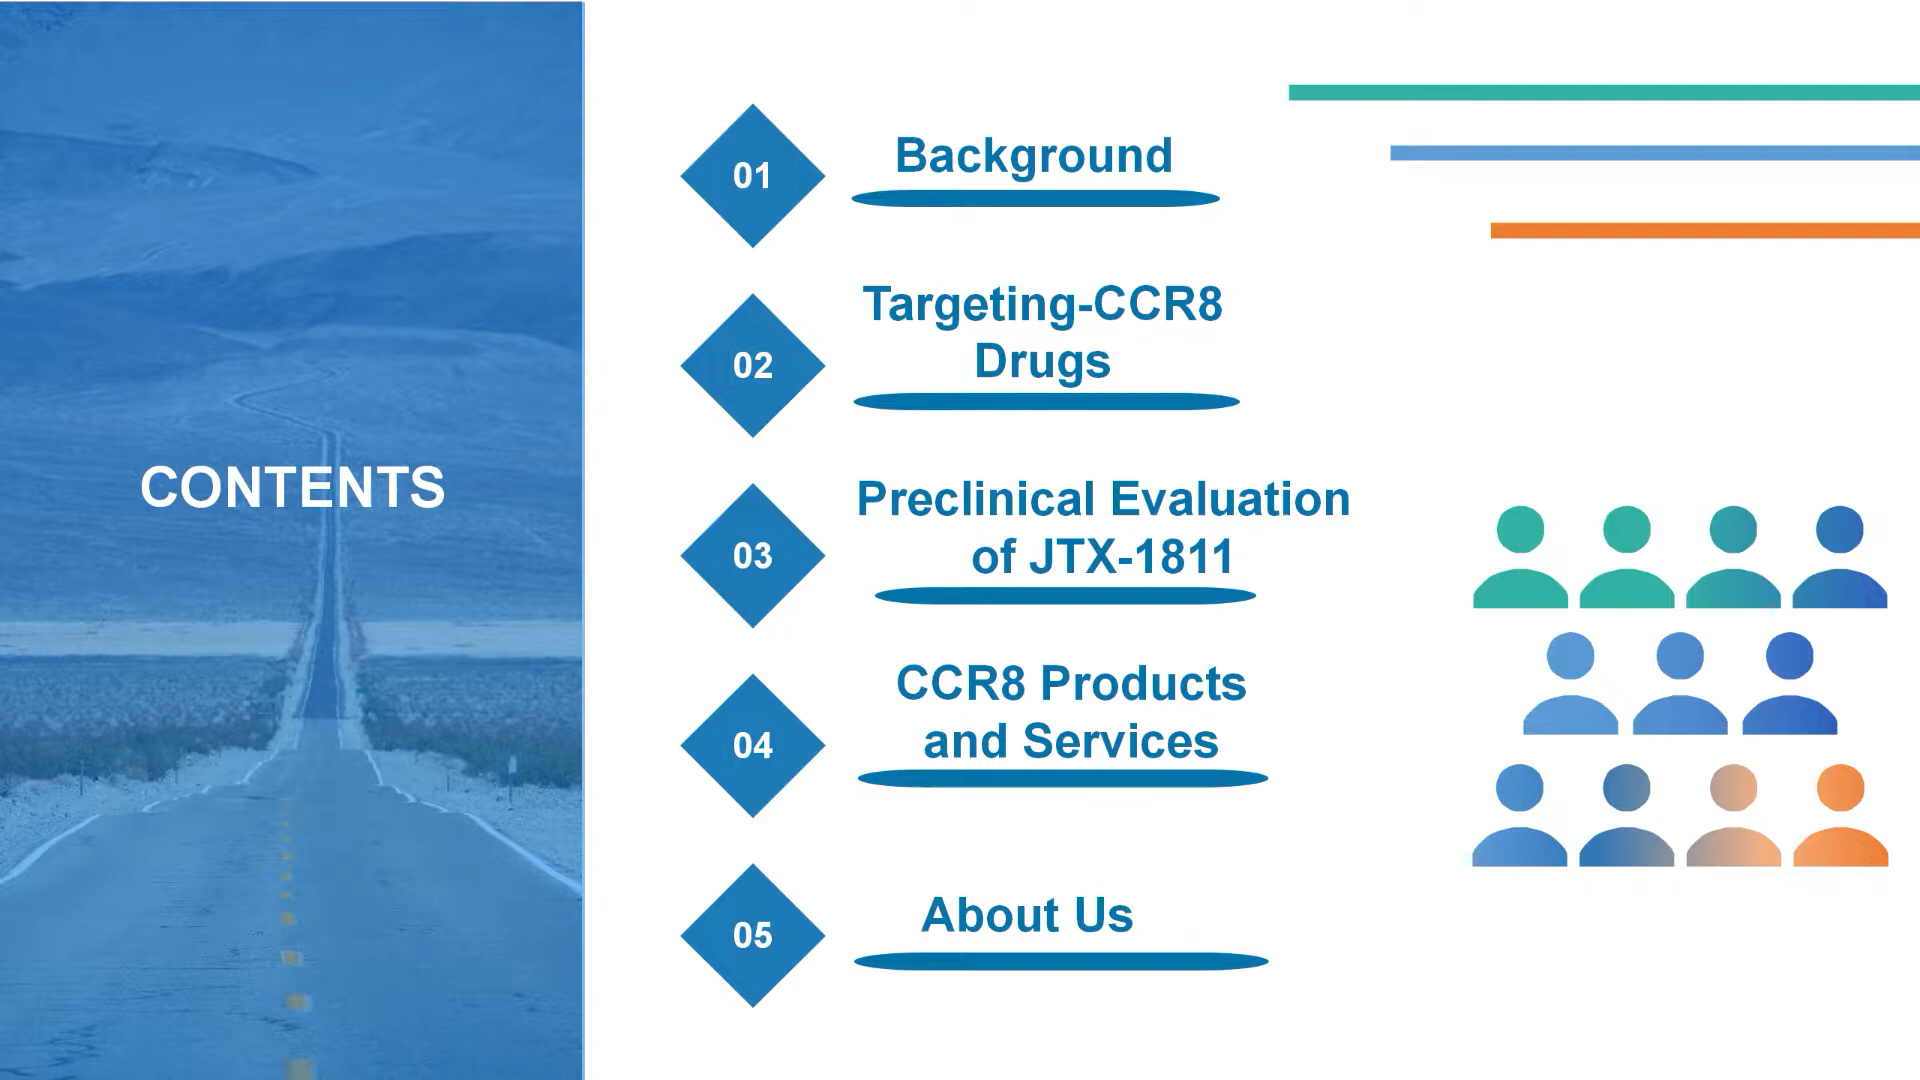 CONTENTS
01
Background
02
Targeting-CCR8
Drugs
03
Preclinical Evaluation
of JTX-1811
04
CCR8 Products
and Services
05
About Us